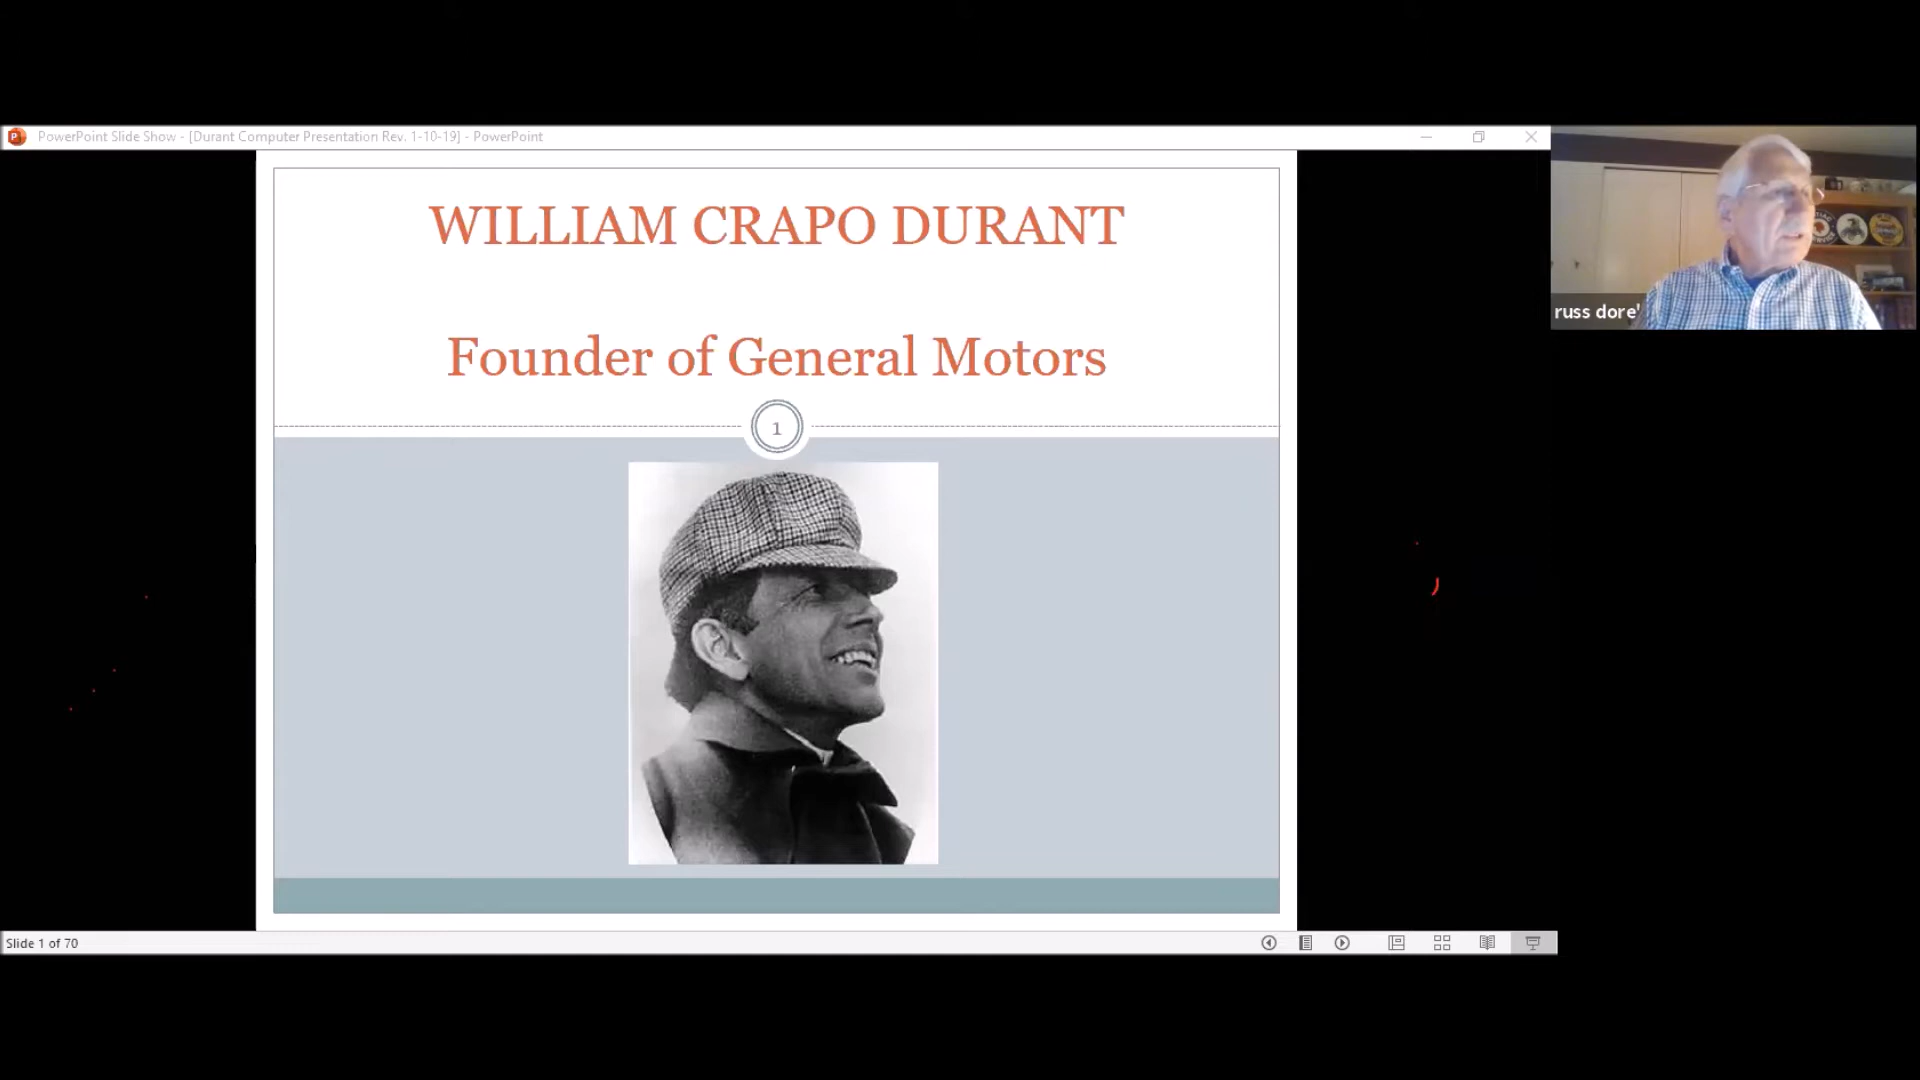 PowerPoint Slide Show - [Durant Computer Presentation Rev. 1-10-19] - PowerPoint
WILLIAM CRAPO DURANT
Founder of General Motors
1
russ dore'
Slide 1 of 70